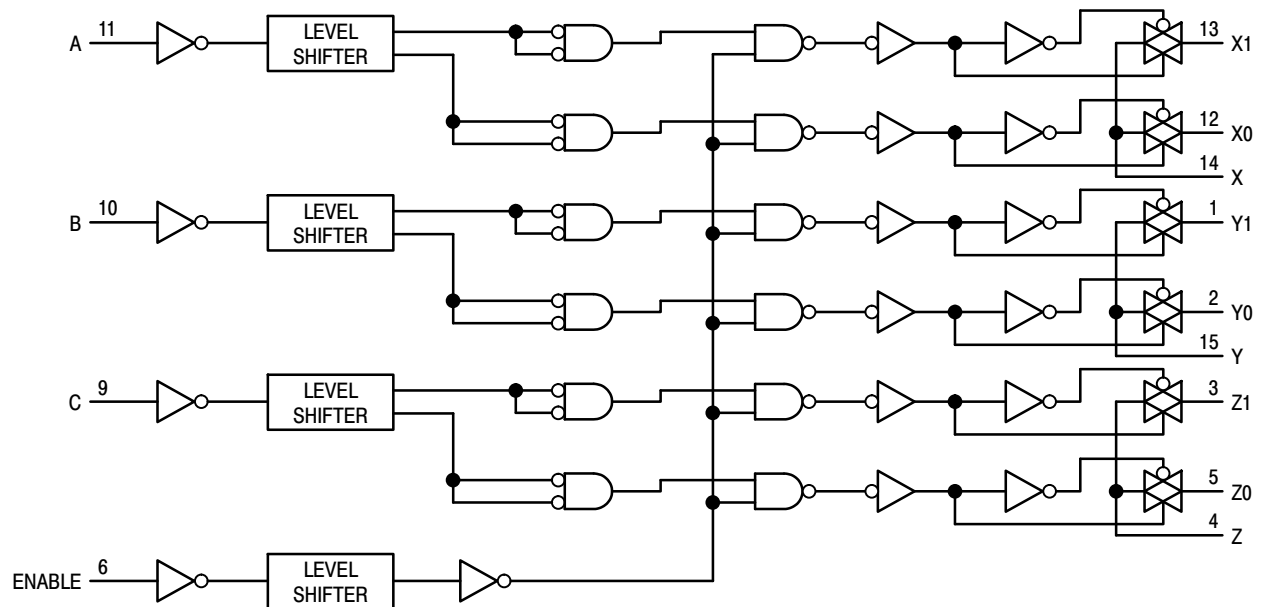 A 11 LEVEL SHIFTER 13 X1
12 X0
14 X
B 10 LEVEL SHIFTER 1 Y1
2 Y0
15 Y
C 9 LEVEL SHIFTER 3 Z1
5 Z0
4 Z
ENABLE 6 LEVEL SHIFTER